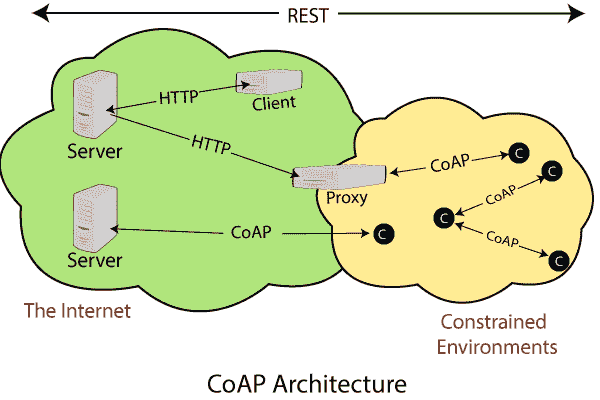 REST
HTTP
Client
Server
HTTP
Proxy
CoAP
C
C
CoAP
C
CoAP
C
Server
CoAP
C
The Internet
Constrained
Environments
CoAP Architecture